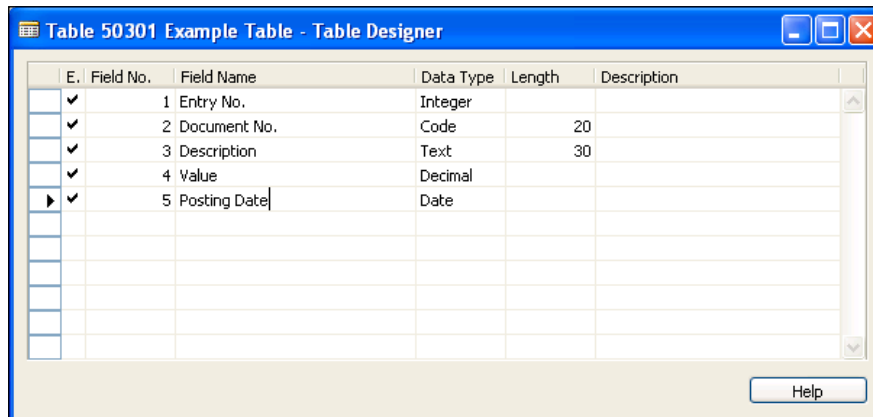 Table 50301 Example Table - Table Designer
E. Field No. Field Name Data Type Length Description
1 Entry No. Integer
2 Document No. Code 20
3 Description Text 30
4 Value Decimal
5 Posting Date Date
Help